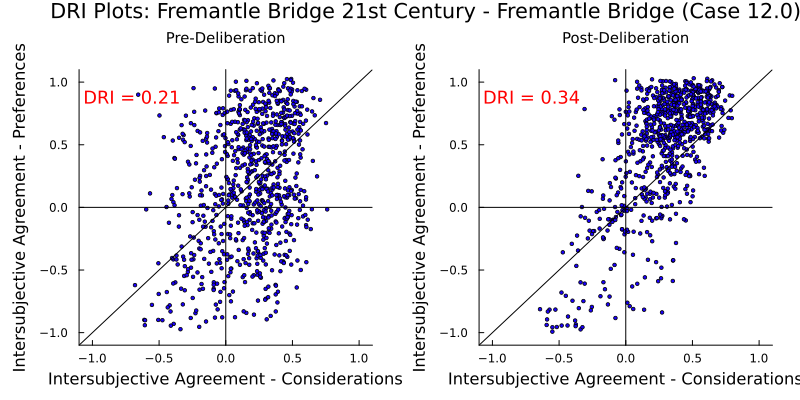 DRI Plots: Fremantle Bridge 21st Century - Fremantle Bridge (Case 12.0)
Pre-Deliberation
Post-Deliberation
Intersubjective Agreement - Preferences
1.0
0.5
0.0
−0.5
−1.0
DRI = 0.21
−1.0
−0.5
0.0
0.5
1.0
Intersubjective Agreement - Considerations
Intersubjective Agreement - Preferences
1.0
0.5
0.0
−0.5
−1.0
DRI = 0.34
−1.0
−0.5
0.0
0.5
1.0
Intersubjective Agreement - Considerations